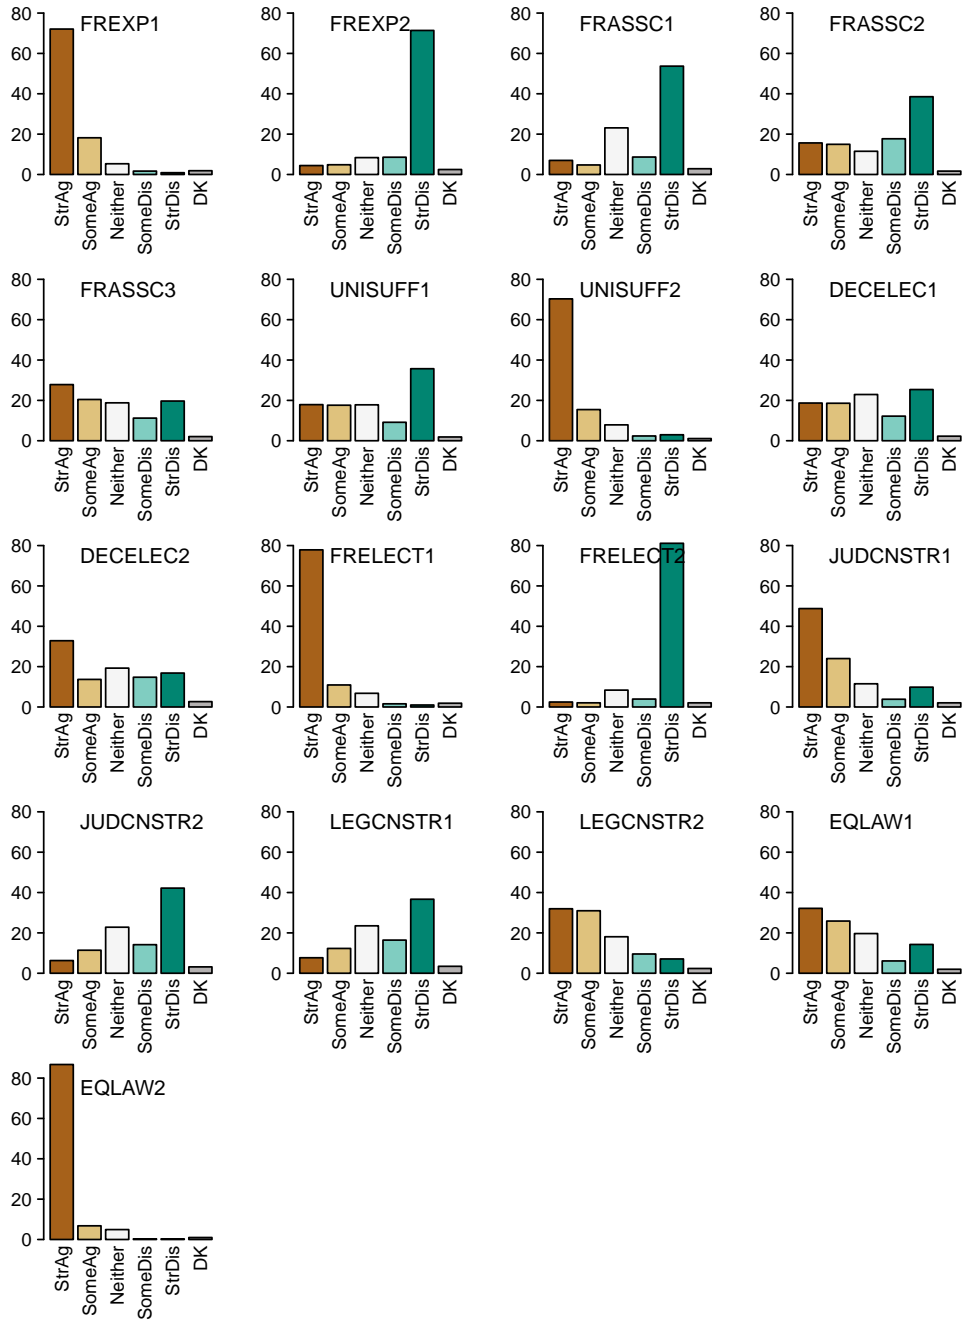 FREXP1
80
60
40
20
0
StrAg
SomeAg
Neither
SomeDis
StrDis
DK
FREXP2
80
60
40
20
0
StrAg
SomeAg
Neither
SomeDis
StrDis
DK
FRASSC1
80
60
40
20
0
StrAg
SomeAg
Neither
SomeDis
StrDis
DK
FRASSC2
80
60
40
20
0
StrAg
SomeAg
Neither
SomeDis
StrDis
DK
FRASSC3
80
60
40
20
0
StrAg
SomeAg
Neither
SomeDis
StrDis
DK
UNISUFF1
80
60
40
20
0
StrAg
SomeAg
Neither
SomeDis
StrDis
DK
UNISUFF2
80
60
40
20
0
StrAg
SomeAg
Neither
SomeDis
StrDis
DK
DECELEC1
80
60
40
20
0
StrAg
SomeAg
Neither
SomeDis
StrDis
DK
DECELEC2
80
60
40
20
0
StrAg
SomeAg
Neither
SomeDis
StrDis
DK
FRELECT1
80
60
40
20
0
StrAg
SomeAg
Neither
SomeDis
StrDis
DK
FRELECT2
80
60
40
20
0
StrAg
SomeAg
Neither
SomeDis
StrDis
DK
JUDCNSTR1
80
60
40
20
0
StrAg
SomeAg
Neither
SomeDis
StrDis
DK
JUDCNSTR2
80
60
40
20
0
StrAg
SomeAg
Neither
SomeDis
StrDis
DK
LEGCNSTR1
80
60
40
20
0
StrAg
SomeAg
Neither
SomeDis
StrDis
DK
LEGCNSTR2
80
60
40
20
0
StrAg
SomeAg
Neither
SomeDis
StrDis
DK
EQLAW1
80
60
40
20
0
StrAg
SomeAg
Neither
SomeDis
StrDis
DK
EQLAW2
80
60
40
20
0
StrAg
SomeAg
Neither
SomeDis
StrDis
DK